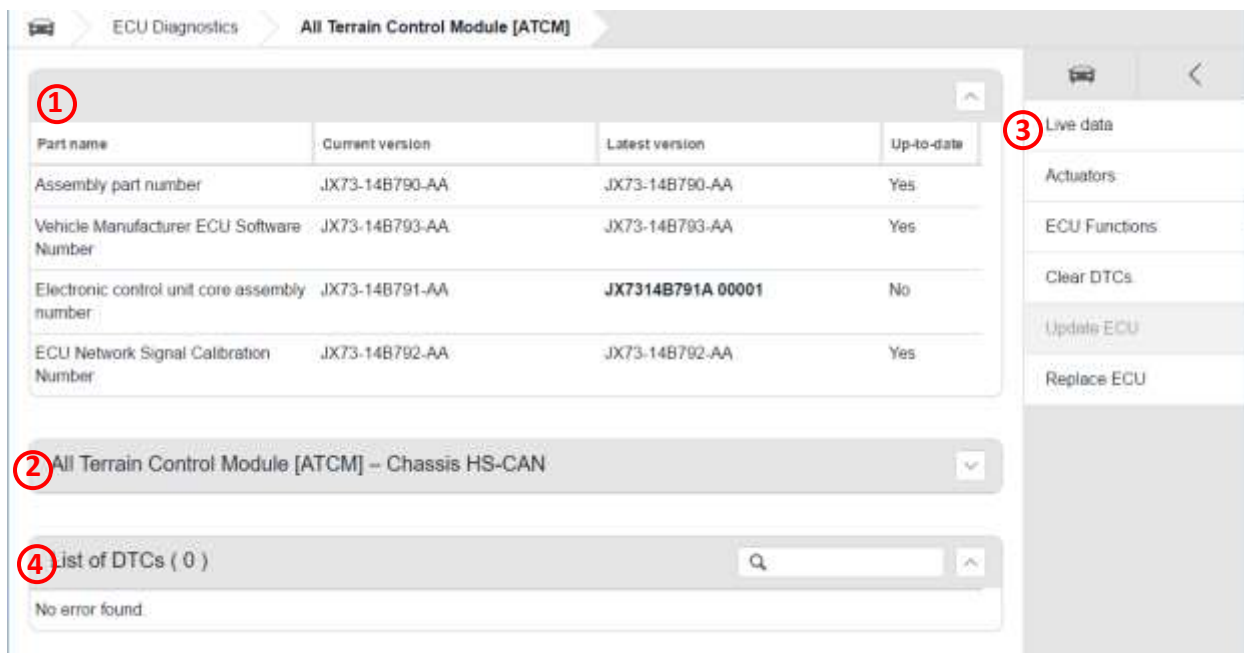 ECU Diagnostics All Terrain Control Module [ATCM]
1
Part name Current version Latest version Up-to-date
Assembly part number JX73-14B790-AA JX73-14B790-AA Yes
Vehicle Manufacturer ECU Software JX73-14B793-AA JX73-14B793-AA Yes
Number
Electronic control unit core assembly JX73-14B791-AA JX7314B791A 00001 No
number
ECU Network Signal Calibration JX73-14B792-AA JX73-14B792-AA Yes
Number
2 All Terrain Control Module [ATCM] – Chassis HS-CAN
4 List of DTCs ( 0 )
No error found.
3 Live data
Actuators
ECU Functions
Clear DTCs
Update ECU
Replace ECU